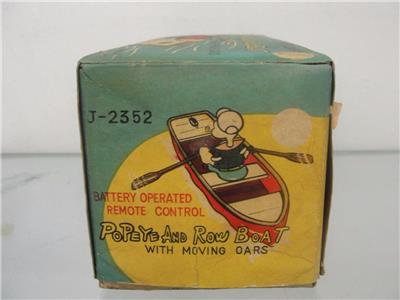 J-2352
BATTERY OPERATED
REMOTE CONTROL
POPEYE AND ROW BOAT
WITH MOVING OARS